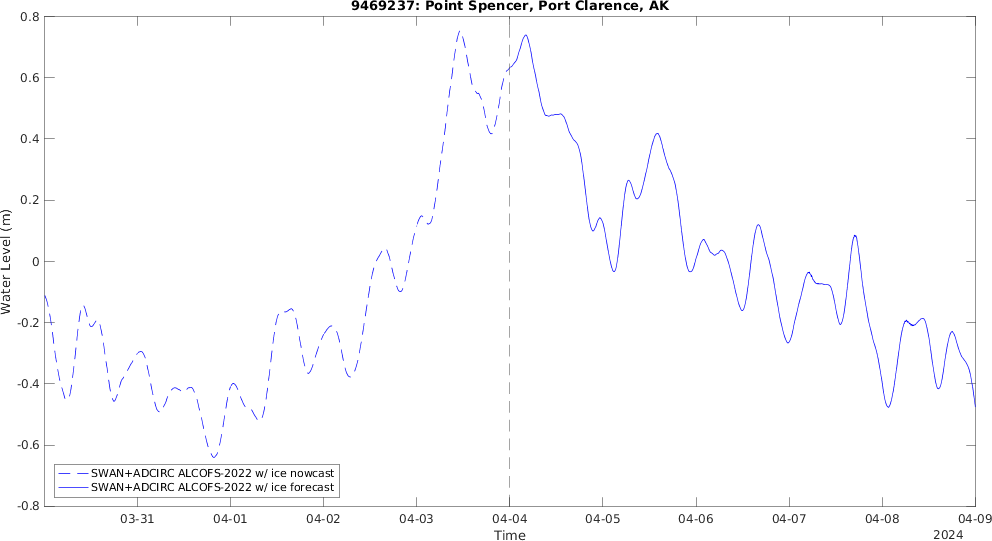 9469237: Point Spencer, Port Clarence, AK
Water Level (m)
0.8
0.6
0.4
0.2
0
-0.2
-0.4
-0.6
-0.8
SWAN+ADCIRC ALCOFS-2022 w/ ice nowcast
SWAN+ADCIRC ALCOFS-2022 w/ ice forecast
03-31 04-01 04-02 04-03 04-04 04-05 04-06 04-07 04-08 04-09
Time
2024